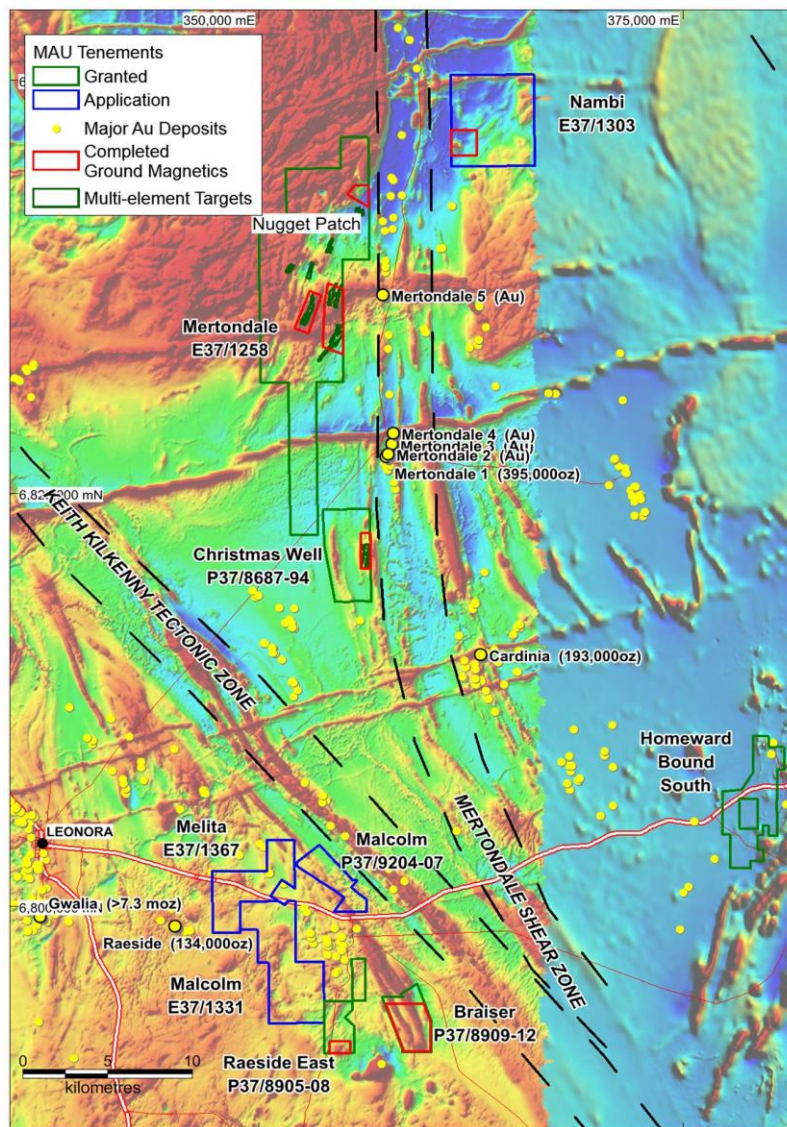 350,000 mE
375,000 mE
MAU Tenements
Granted
Application
Major Au Deposits
Completed
Ground Magnetics
Multi-element Targets
Nambi
E37/1303
Nugget Patch
Mertondale 5 (Au)
Mertondale
E37/1258
Mertondale 4 (Au)
Mertondale 3 (Au)
Mertondale 2 (Au)
Mertondale 1 (395,000oz)
KEITH KILKENNY TECTONIC ZONE
Christmas Well
P37/8687-94
Cardinia (193,000oz)
Homeward
Bound
South
MERTONDALE SHEAR ZONE
LEONORA
Melita
E37/1367
Malcolm
P37/9204-07
Gwalia (>7.3 moz)
Raeside (134,000oz)
Malcolm
E37/1331
Braiser
P37/8909-12
0 5 10
kilometres
Raeside East
P37/8905-08